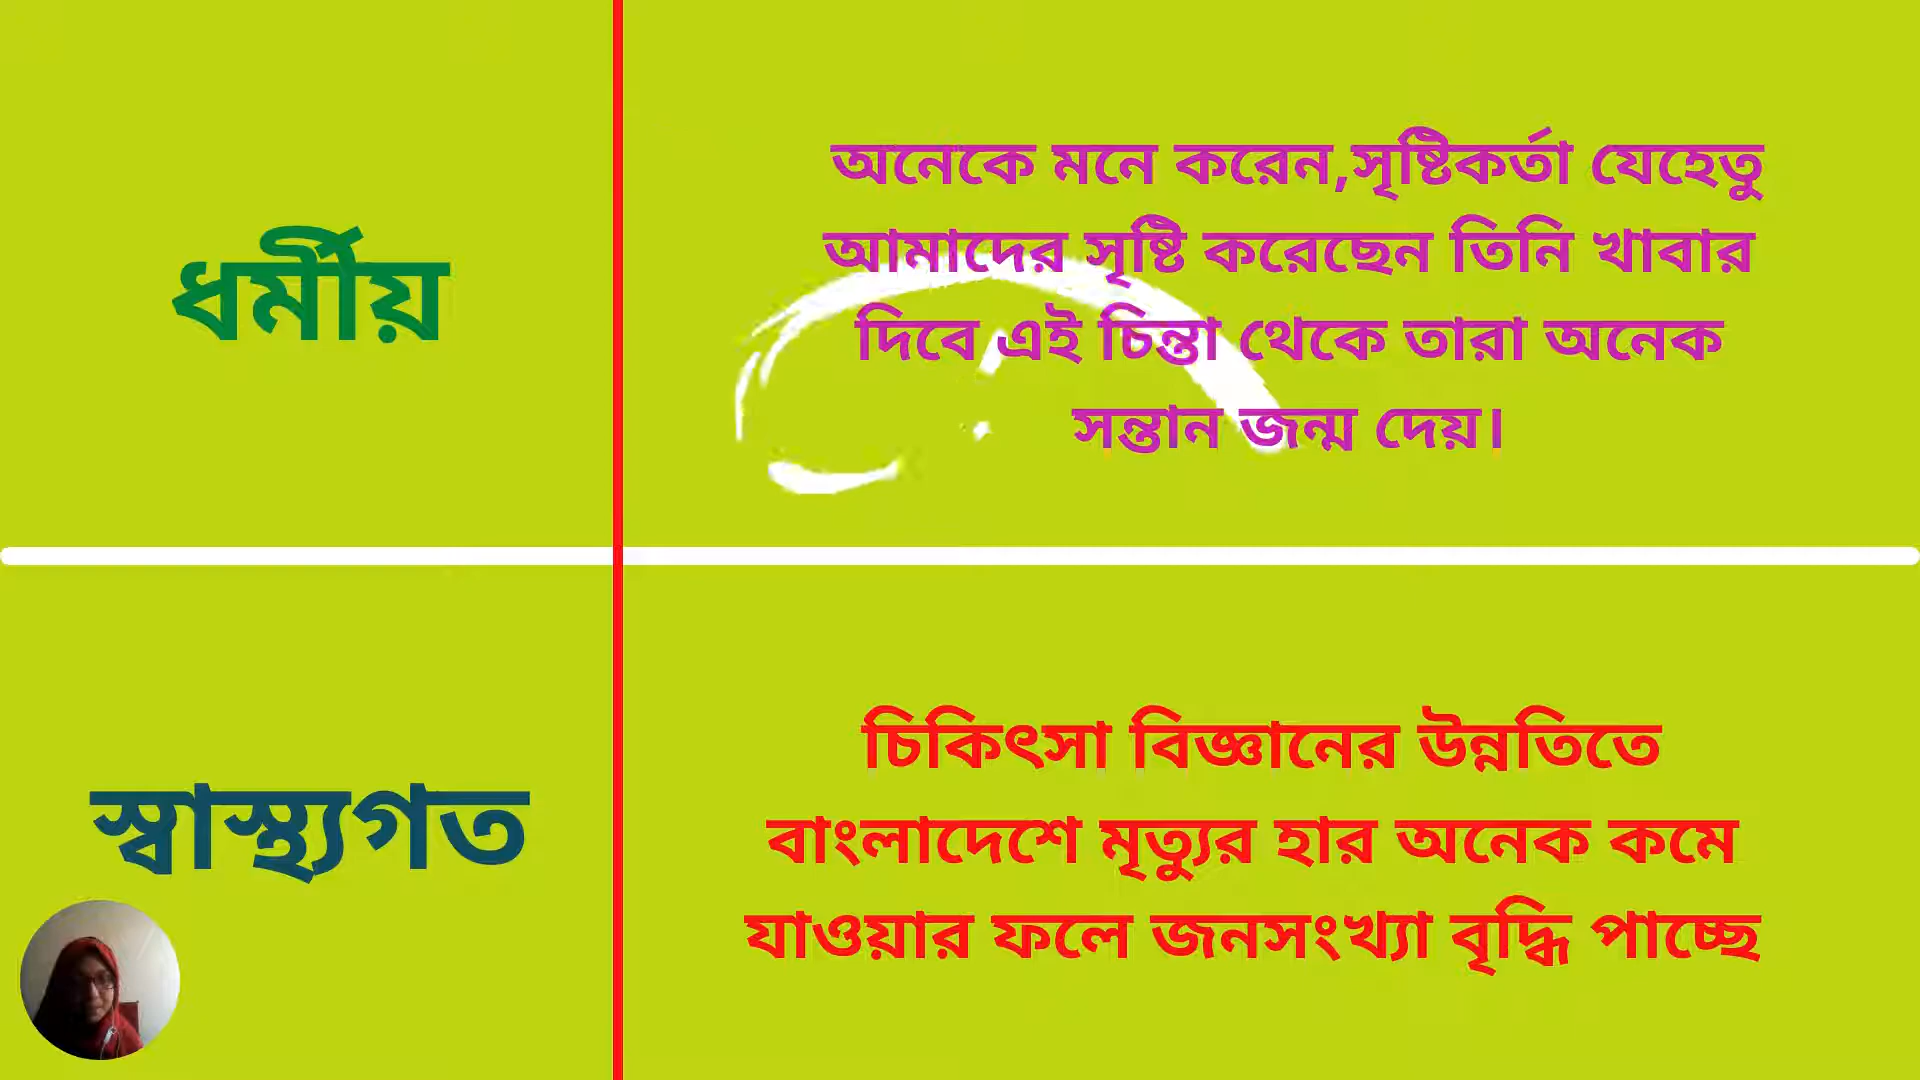 ধর্মীয়
অনেকে মনে করেন,সৃষ্টিকর্তা যেহেতু
আমাদের সৃষ্টি করেছেন তিনি খাবার
দিবে এই চিন্তা থেকে তারা অনেক
সন্তান জন্ম দেয়।
স্বাস্থ্যগত
চিকিৎসা বিজ্ঞানের উন্নতিতে
বাংলাদেশে মৃত্যুর হার অনেক কমে
যাওয়ার ফলে জনসংখ্যা বৃদ্ধি পাচ্ছে